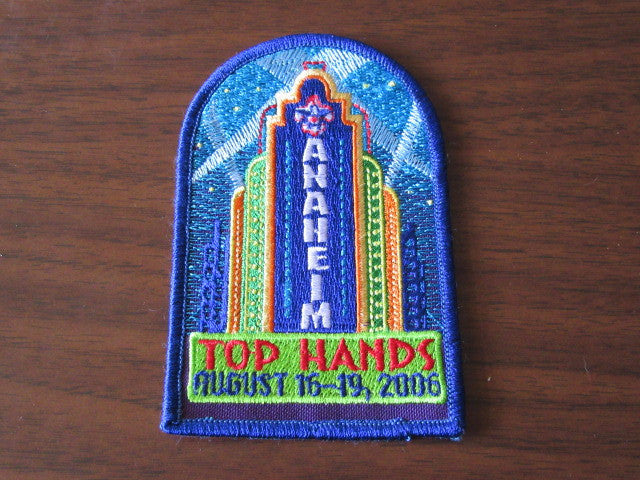 ANAHEIM
TOP HANDS
AUGUST 16-19, 2006